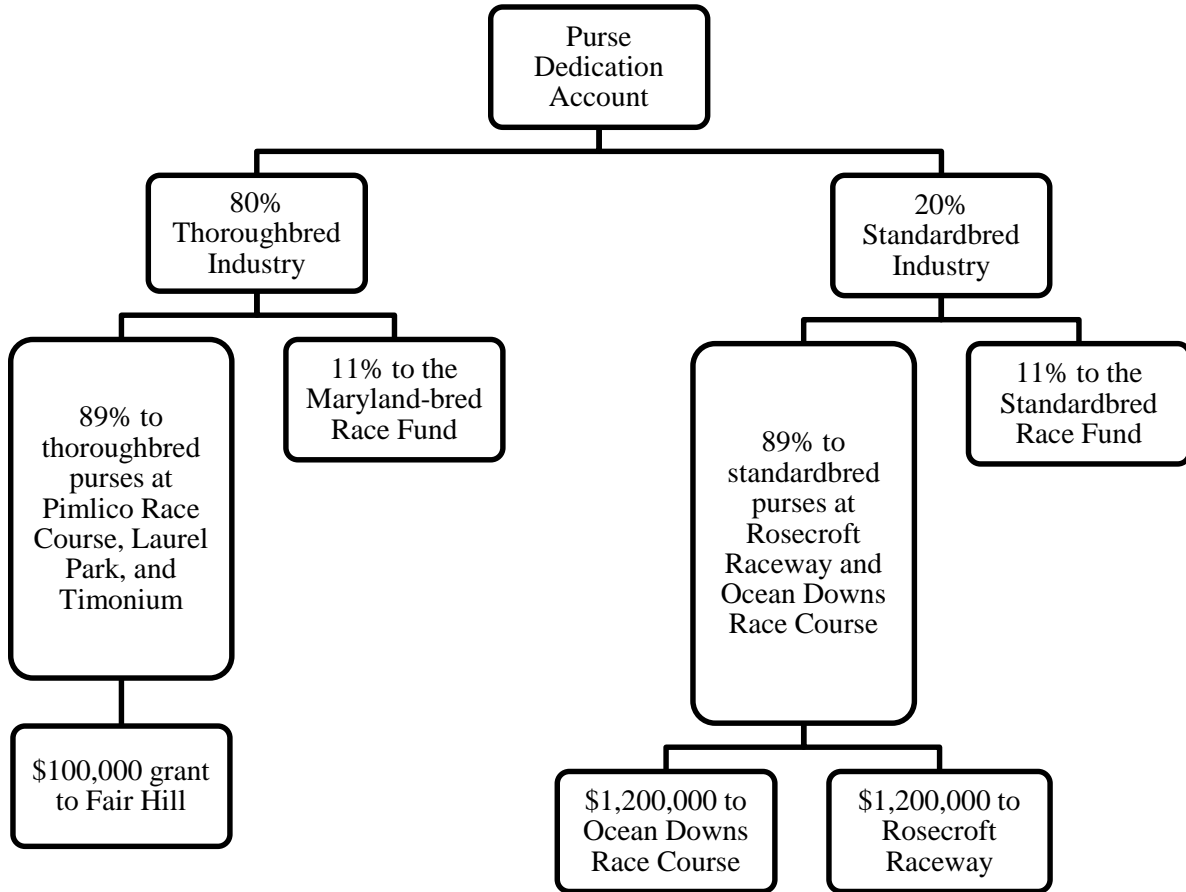 Purse
Dedication
Account
80%
Thoroughbred
Industry
20%
Standardbred
Industry
89% to
thoroughbred
purses at
Pimlico Race
Course, Laurel
Park, and
Timonium
11% to the
Maryland-bred
Race Fund
89% to
standardbred
purses at
Rosecroft
Raceway and
Ocean Downs
Race Course
11% to the
Standardbred
Race Fund
$100,000 grant
to Fair Hill
$1,200,000 to
Ocean Downs
Race Course
$1,200,000 to
Rosecroft
Raceway